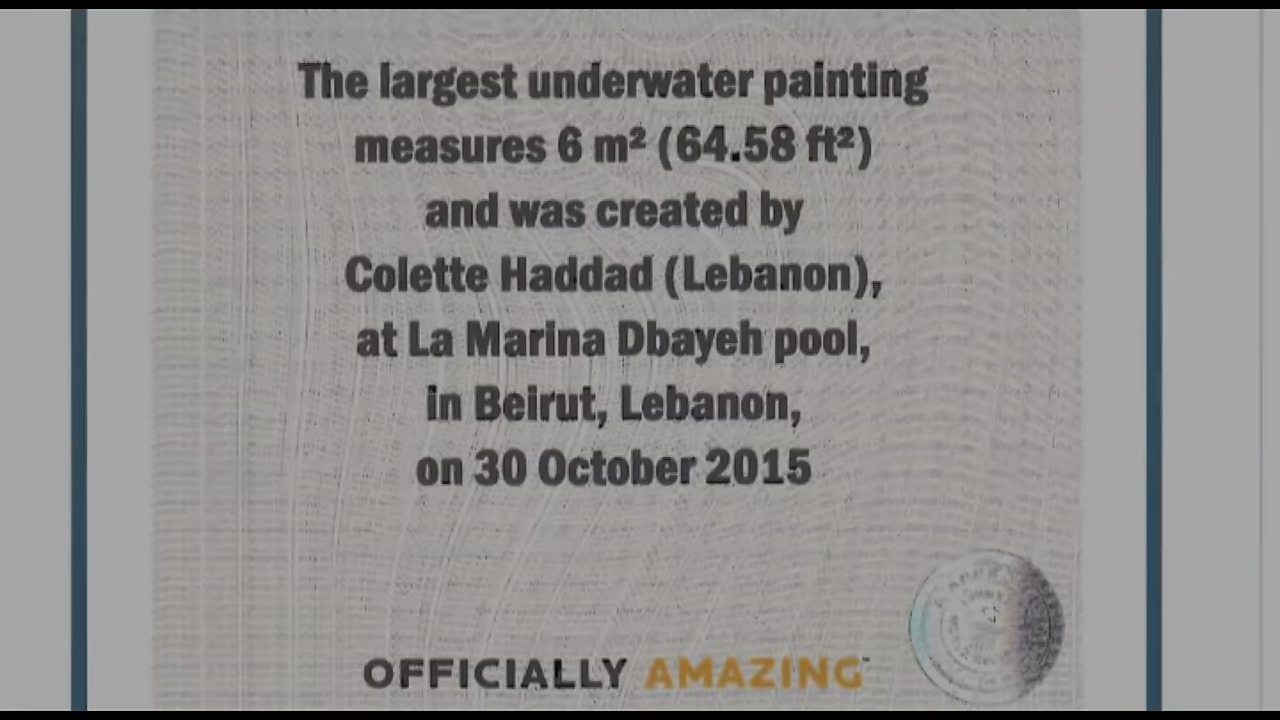 The largest underwater painting
measures 6 m² (64.58 ft²)
and was created by
Colette Haddad (Lebanon),
at La Marina Dbayeh pool,
in Beirut, Lebanon,
on 30 October 2015
OFFICIALLY AMAZING™